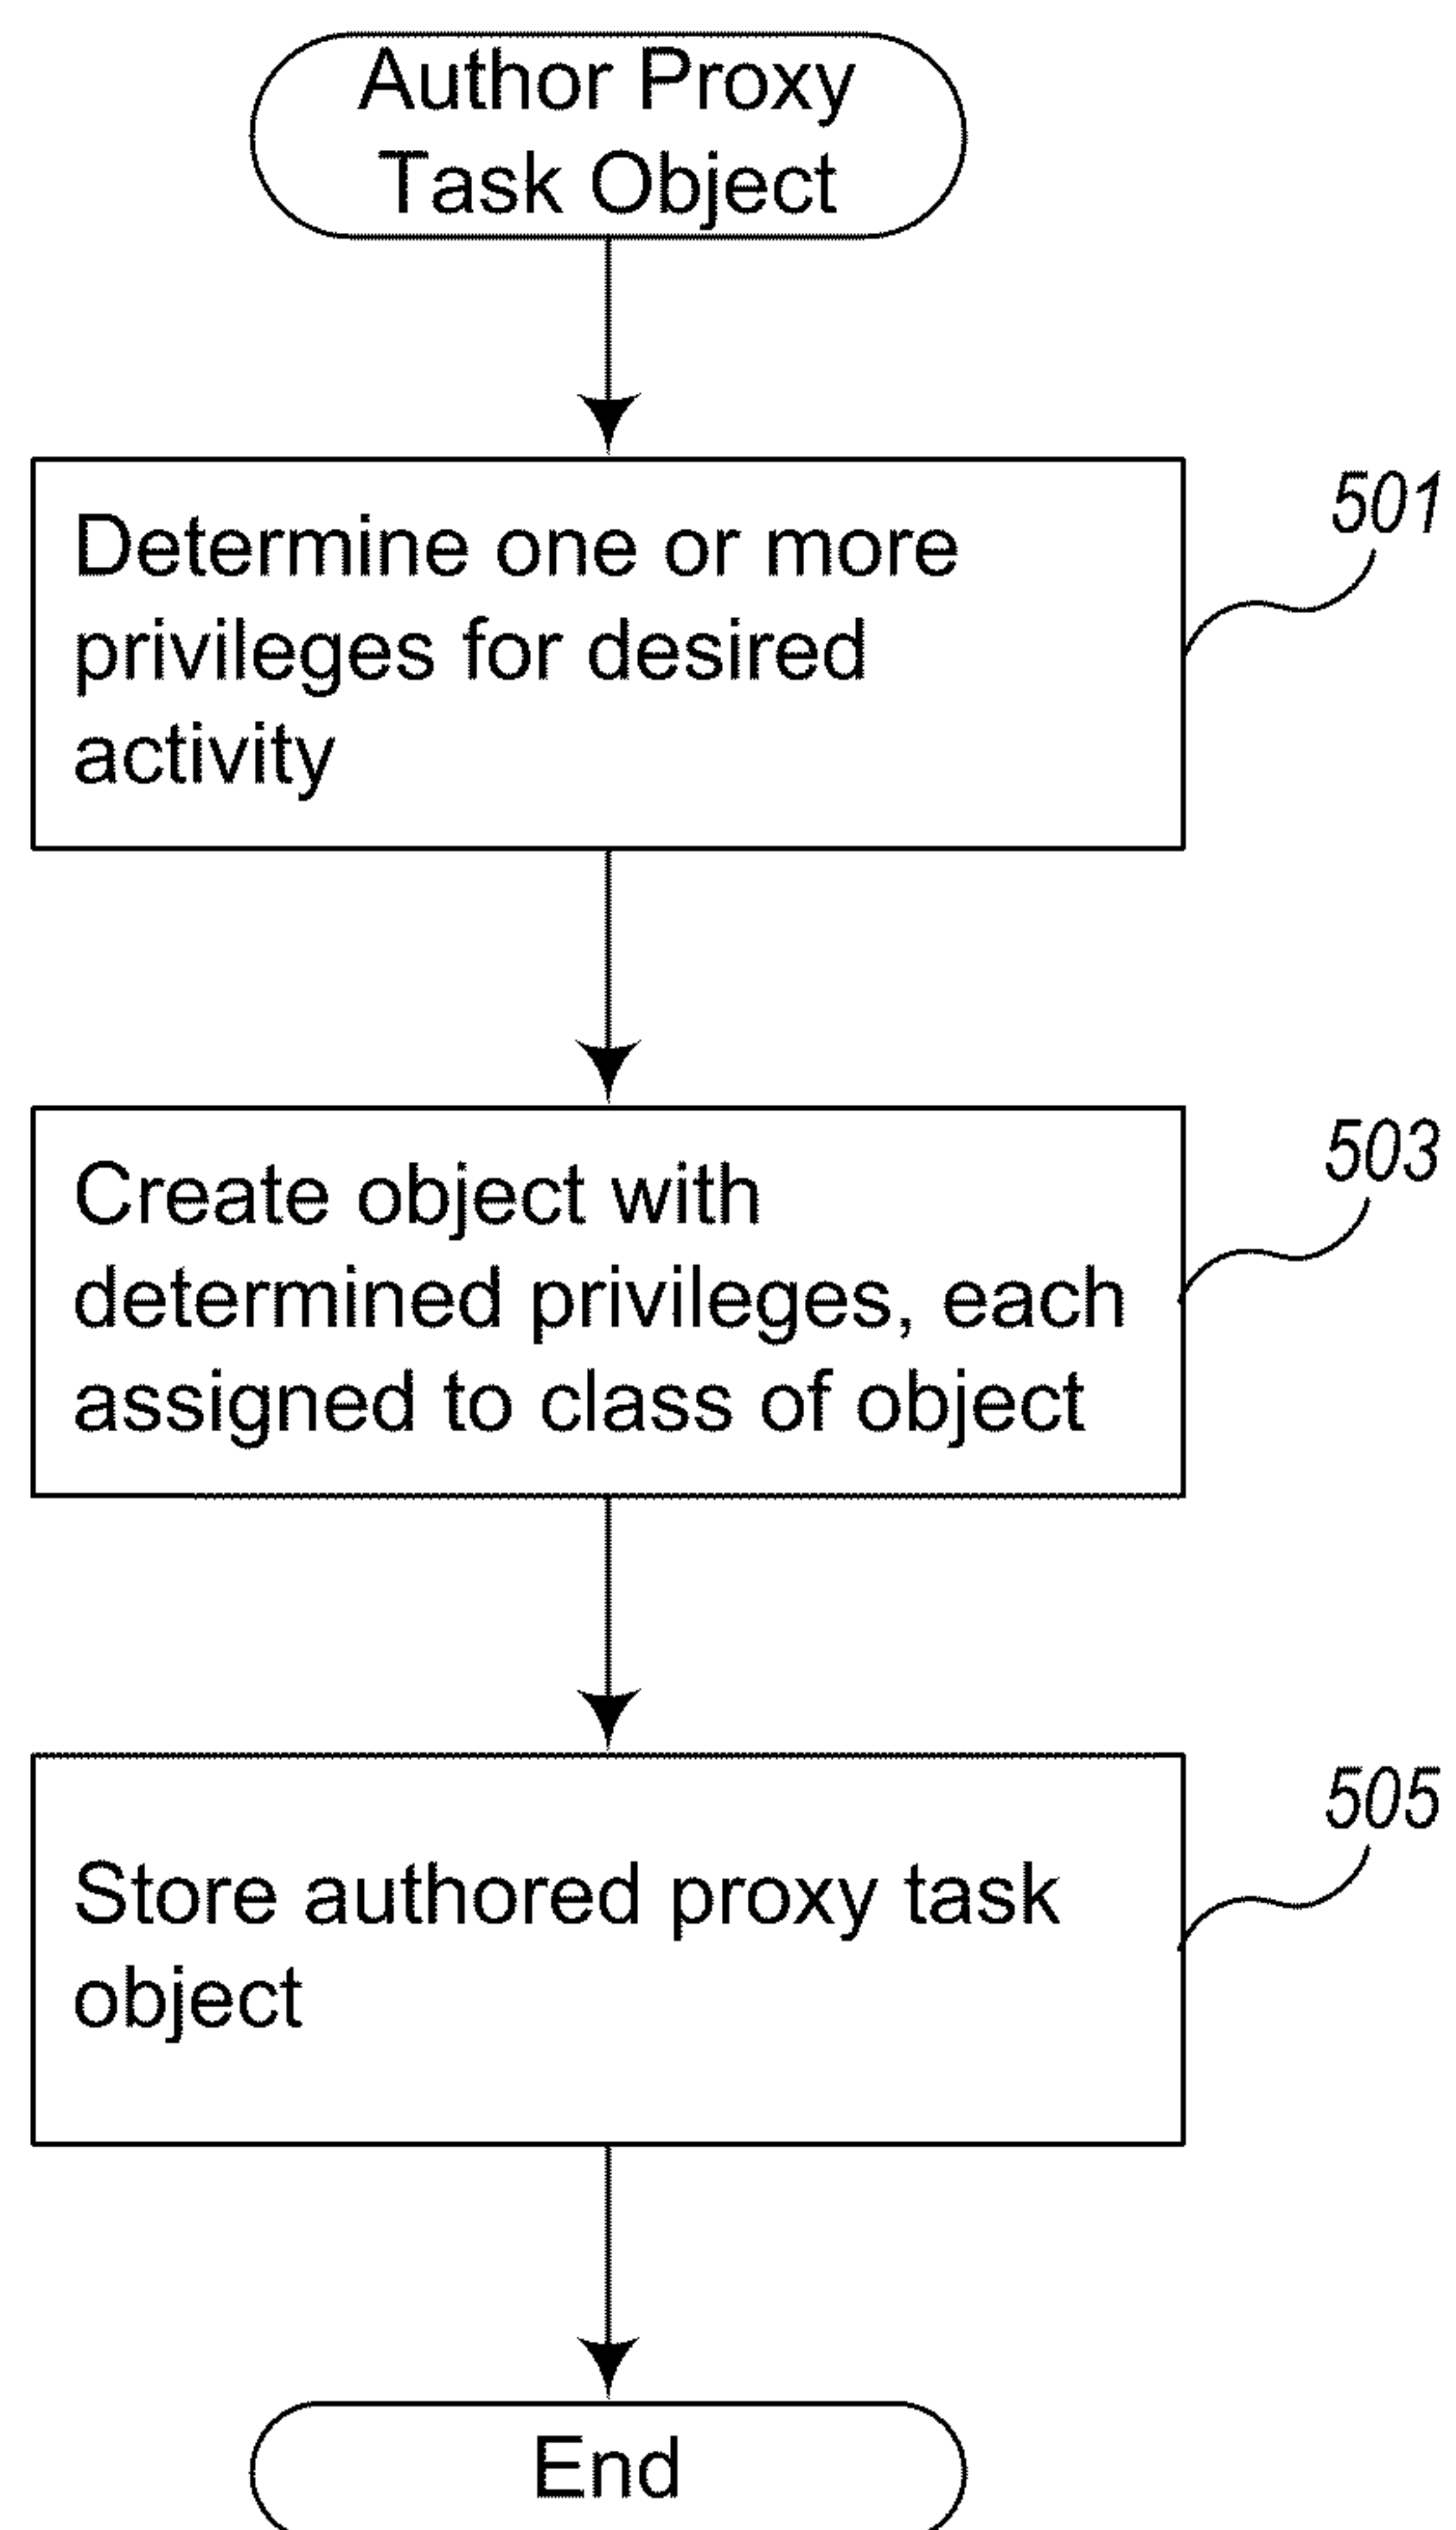 Author Proxy
Task Object
Determine one or more
privileges for desired
activity
501
Create object with
determined privileges, each
assigned to class of object
503
Store authored proxy task
object
505
End